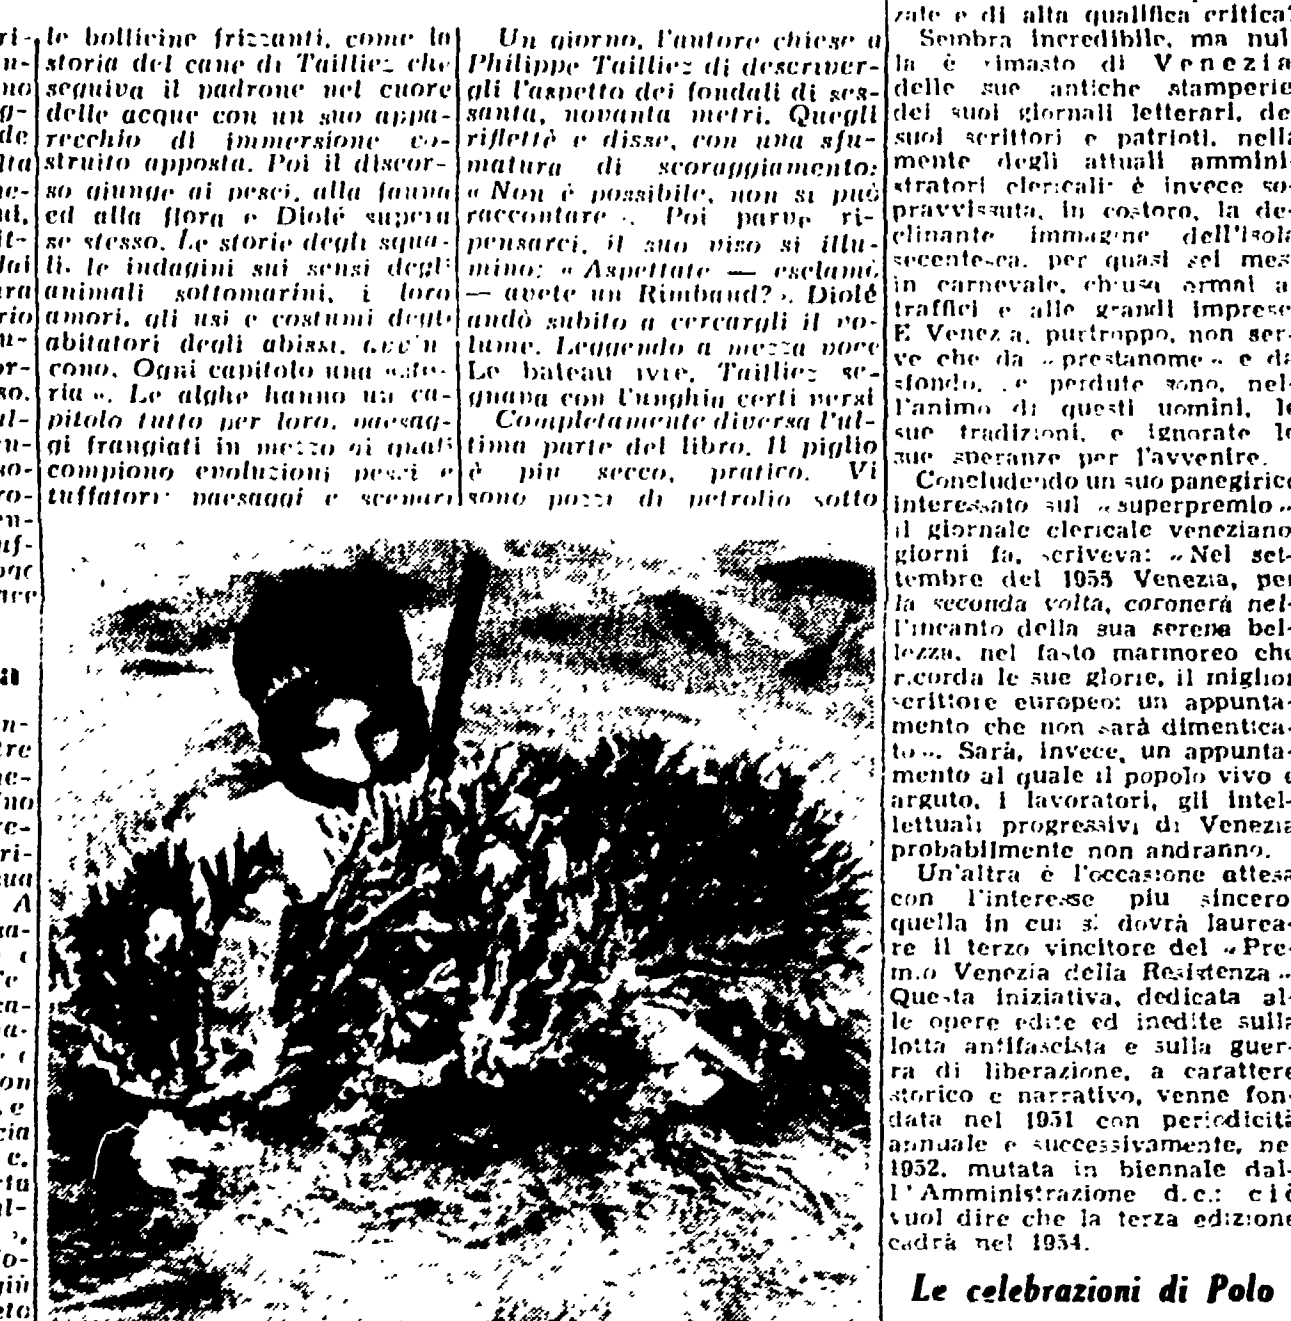 le bollicine frizzanti, come la
storia del cane di Tailliez che
seguiva il padrone nel cuore
delle acque con un suo appa-
recchio di immersione co-
struito apposta. Poi il discor-
so giunge ai pesci, alla fauna
ed alla flora e Diolé supera
se stesso. Le storie degli squa-
li, le indagini sui sensi degli
animali sottomarini, i loro
amori, gli usi e costumi degli
abitatori degli abissi,
cono. Ogni capitolo una «sto-
ria». Le alghe hanno un ca-
pitolo tutto per loro, paesag-
gi frangiati in mezzo ai quali
compiono evoluzioni pesci e
tuffatori: paesaggi e scenari
Un giorno, l'autore chiese a
Philippe Tailliez di descriver-
gli l'aspetto dei fondali di ses-
santa, novanta metri. Quegli
riflettè e disse, con una sfu-
matura di scoraggiamento:
« Non è possibile, non si può
raccontare ». Poi parve ri-
pensarci, il suo viso si illu-
minò: « Aspettate — esclamò
— avete un Rimbaud? ». Diolé
andò subito a cercargli il vo-
lume. Leggendo a mezza voce
Le bateau ivre, Tailliez se-
gnava con l'unghia certi versi
Completamente diversa l'ul-
tima parte del libro. Il piglio
è più secco, pratico. Vi
sono pozzi di petrolio sotto
zate e di alta qualifica critica?
Sembra incredibile, ma nul-
la è rimasto di Venezia
delle sue antiche stamperie
dei suoi giornali letterari, de
suoi scrittori e patrioti, nella
mente degli attuali ammini-
stratori clericali: è invece so-
pravvissuta, in costoro, la de-
clinante immagine dell'isola
secentesca, per quasi sei mes
in carnevale, chiusa ormai a
traffici e alle grandi imprese
E Venezia, purtroppo, non ser-
ve che da «prestanome» e da
sfondo, e perdute sono, nel-
l'animo di questi uomini, le
sue tradizioni, e ignorate le
sue speranze per l'avvenire.
Concludendo un suo panegirico
interessato sul «superpremio»
il giornale clericale veneziano
giorni fa, scriveva: «Nel set-
tembre del 1955 Venezia, per
la seconda volta, coronerà nel-
l'incanto della sua serena bel-
lezza, nel fasto marmoreo che
ricorda le sue glorie, il miglior
scrittore europeo: un appunta-
mento che non sarà dimentica-
to». Sarà, invece, un appunta-
mento al quale il popolo vivo e
arguto, i lavoratori, gli intel-
lettuali progressivi di Venezia
probabilmente non andranno.
Un'altra è l'occasione attesa
con l'interesse più sincero
quella in cui si dovrà laurea-
re il terzo vincitore del «Pre-
mio Venezia della Resistenza»
Questa iniziativa, dedicata al-
le opere edite ed inedite sulla
lotta antifascista e sulla guer-
ra di liberazione, a carattere
storico e narrativo, venne fon-
data nel 1951 con periodicità
annuale e successivamente, ne
1952, mutata in biennale dal-
l'Amministrazione d.c.: ciò
vuol dire che la terza edizione
cadrà nel 1954.
Le celebrazioni di Polo